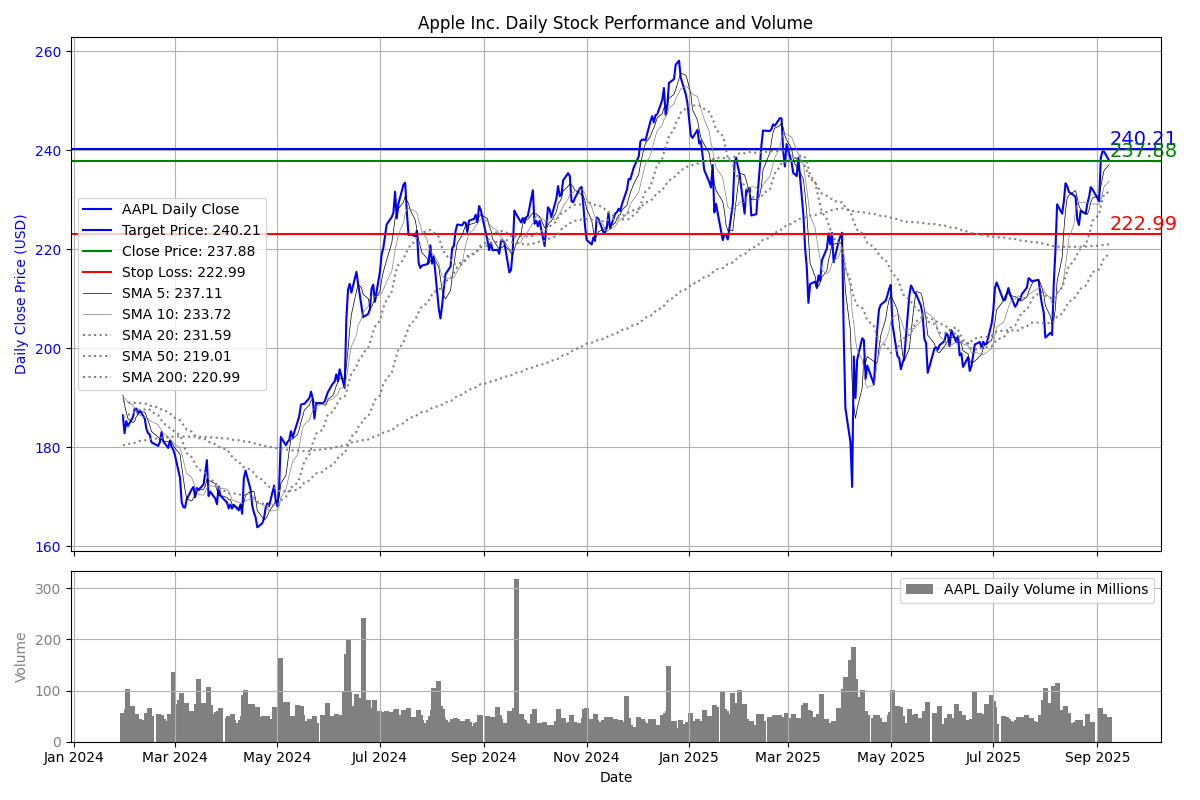 Apple Inc. Daily Stock Performance and Volume
Daily Close Price (USD)
260
240
220
200
180
160
240.21
237.88
222.99
AAPL Daily Close
Target Price: 240.21
Close Price: 237.88
Stop Loss: 222.99
SMA 5: 237.11
SMA 10: 233.72
SMA 20: 231.59
SMA 50: 219.01
SMA 200: 220.99
Volume
300
200
100
0
AAPL Daily Volume in Millions
Jan 2024 Mar 2024 May 2024 Jul 2024 Sep 2024 Nov 2024 Jan 2025 Mar 2025 May 2025 Jul 2025 Sep 2025
Date